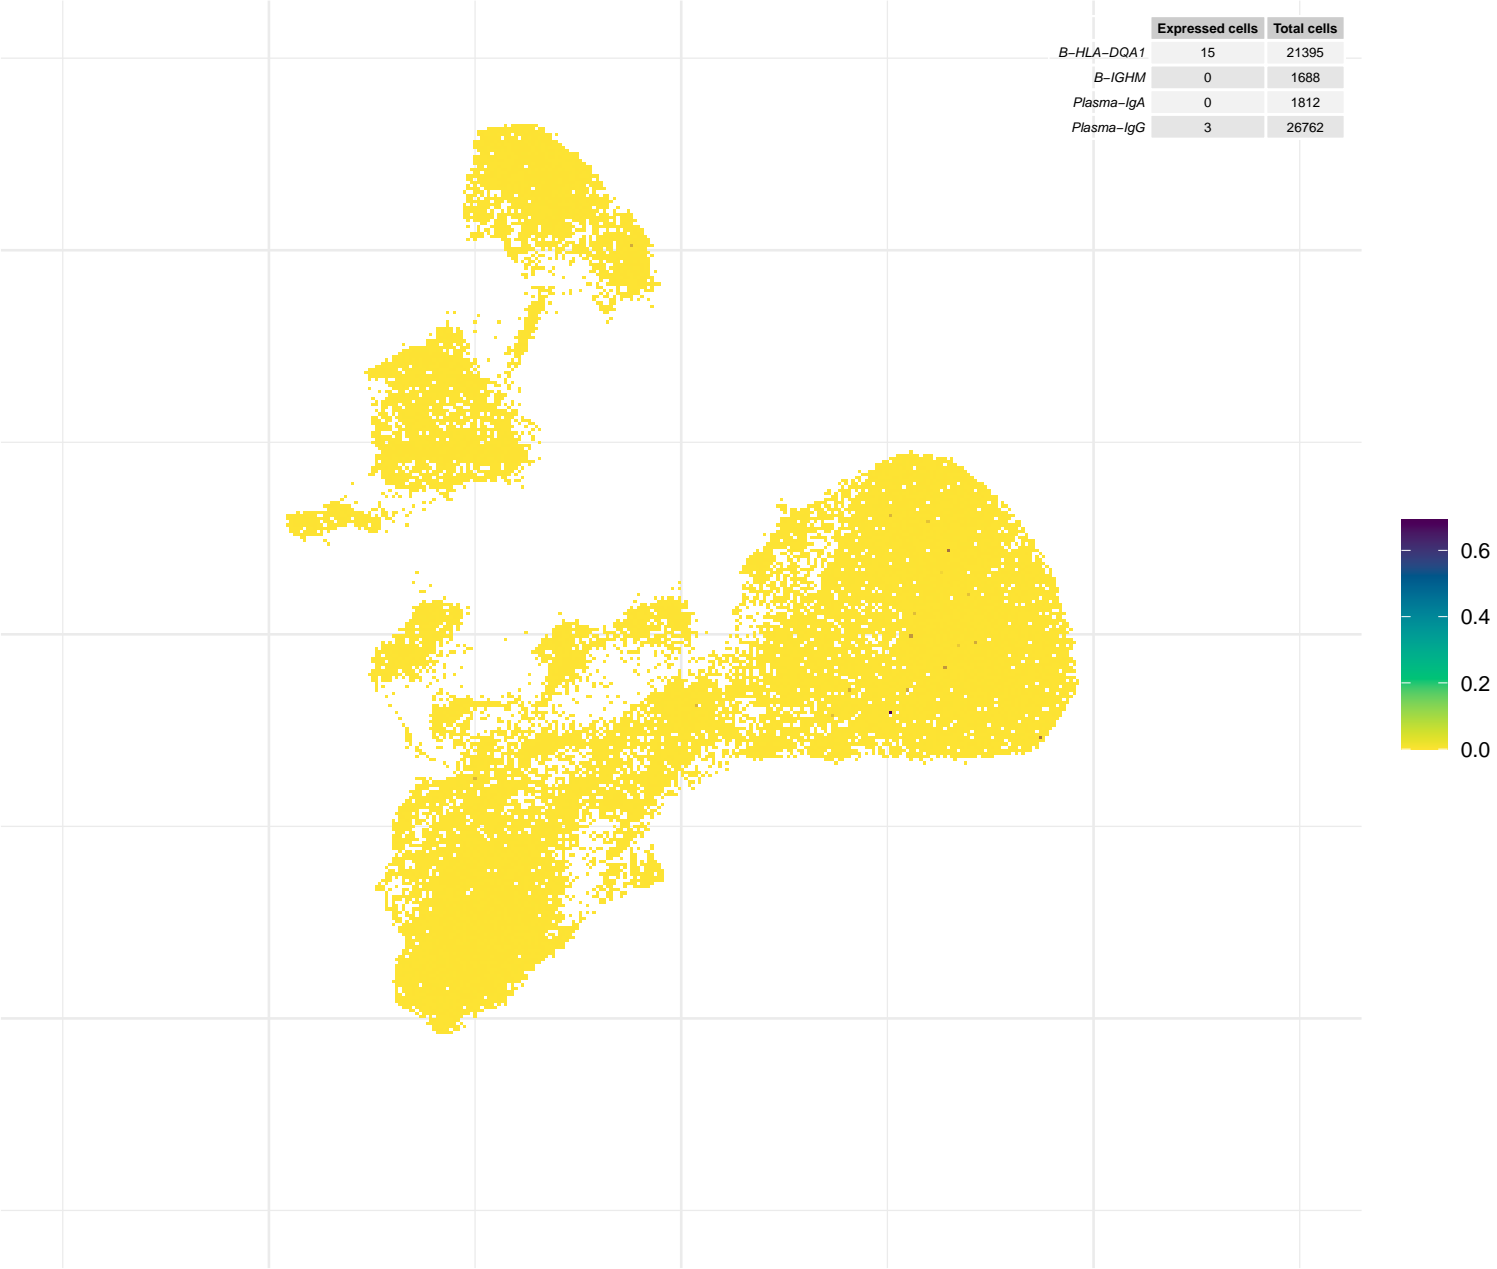 Expressed cells Total cells
B−HLA−DQA1 15 21395
B−IGHM 0 1688
Plasma−IgA 0 1812
Plasma−IgG 3 26762
0.6
0.4
0.2
0.0